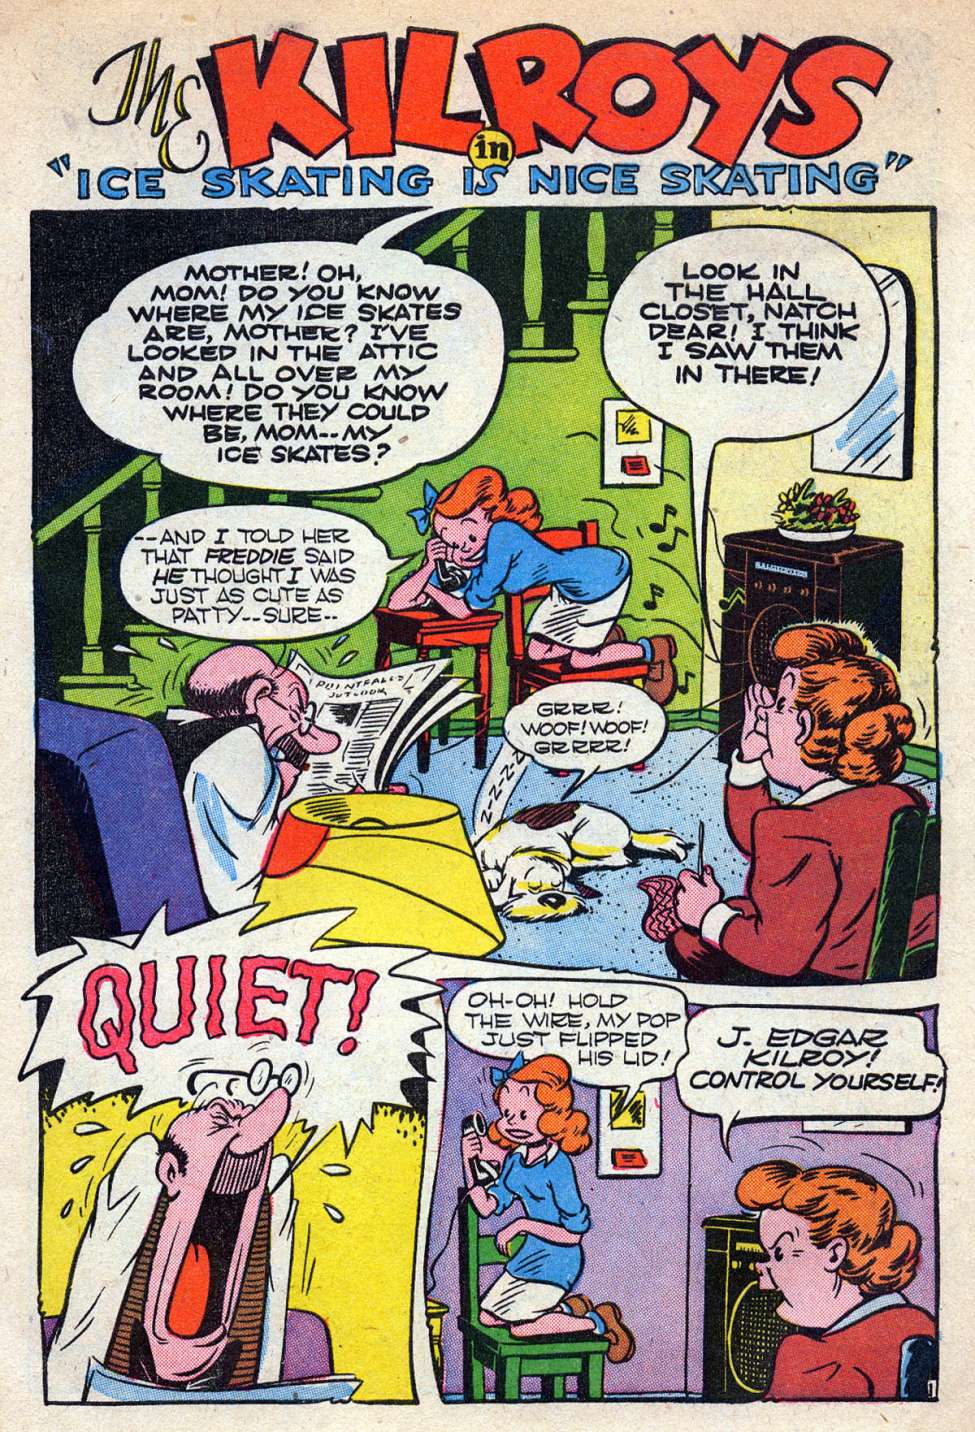 The KILROYS
in
"ICE SKATING IS NICE SKATING"
MOTHER! OH,
MOM! DO YOU KNOW
WHERE MY ICE SKATES
ARE, MOTHER? I'VE
LOOKED IN THE ATTIC
AND ALL OVER MY
ROOM! DO YOU KNOW
WHERE THEY COULD
BE, MOM--MY
ICE SKATES?
LOOK IN
THE HALL
CLOSET, NATCH
DEAR! I THINK
I SAW THEM
IN THERE!
--AND I TOLD HER
THAT FREDDIE SAID
HE THOUGHT I WAS
JUST AS CUTE AS
PATTY--SURE--
GRRR!
WOOF! WOOF!
GRRRR!
ZZZZZ
QUIET!
OH-OH! HOLD
THE WIRE, MY POP
JUST FLIPPED
HIS LID!
J. EDGAR
KILROY!
CONTROL YOURSELF!
1